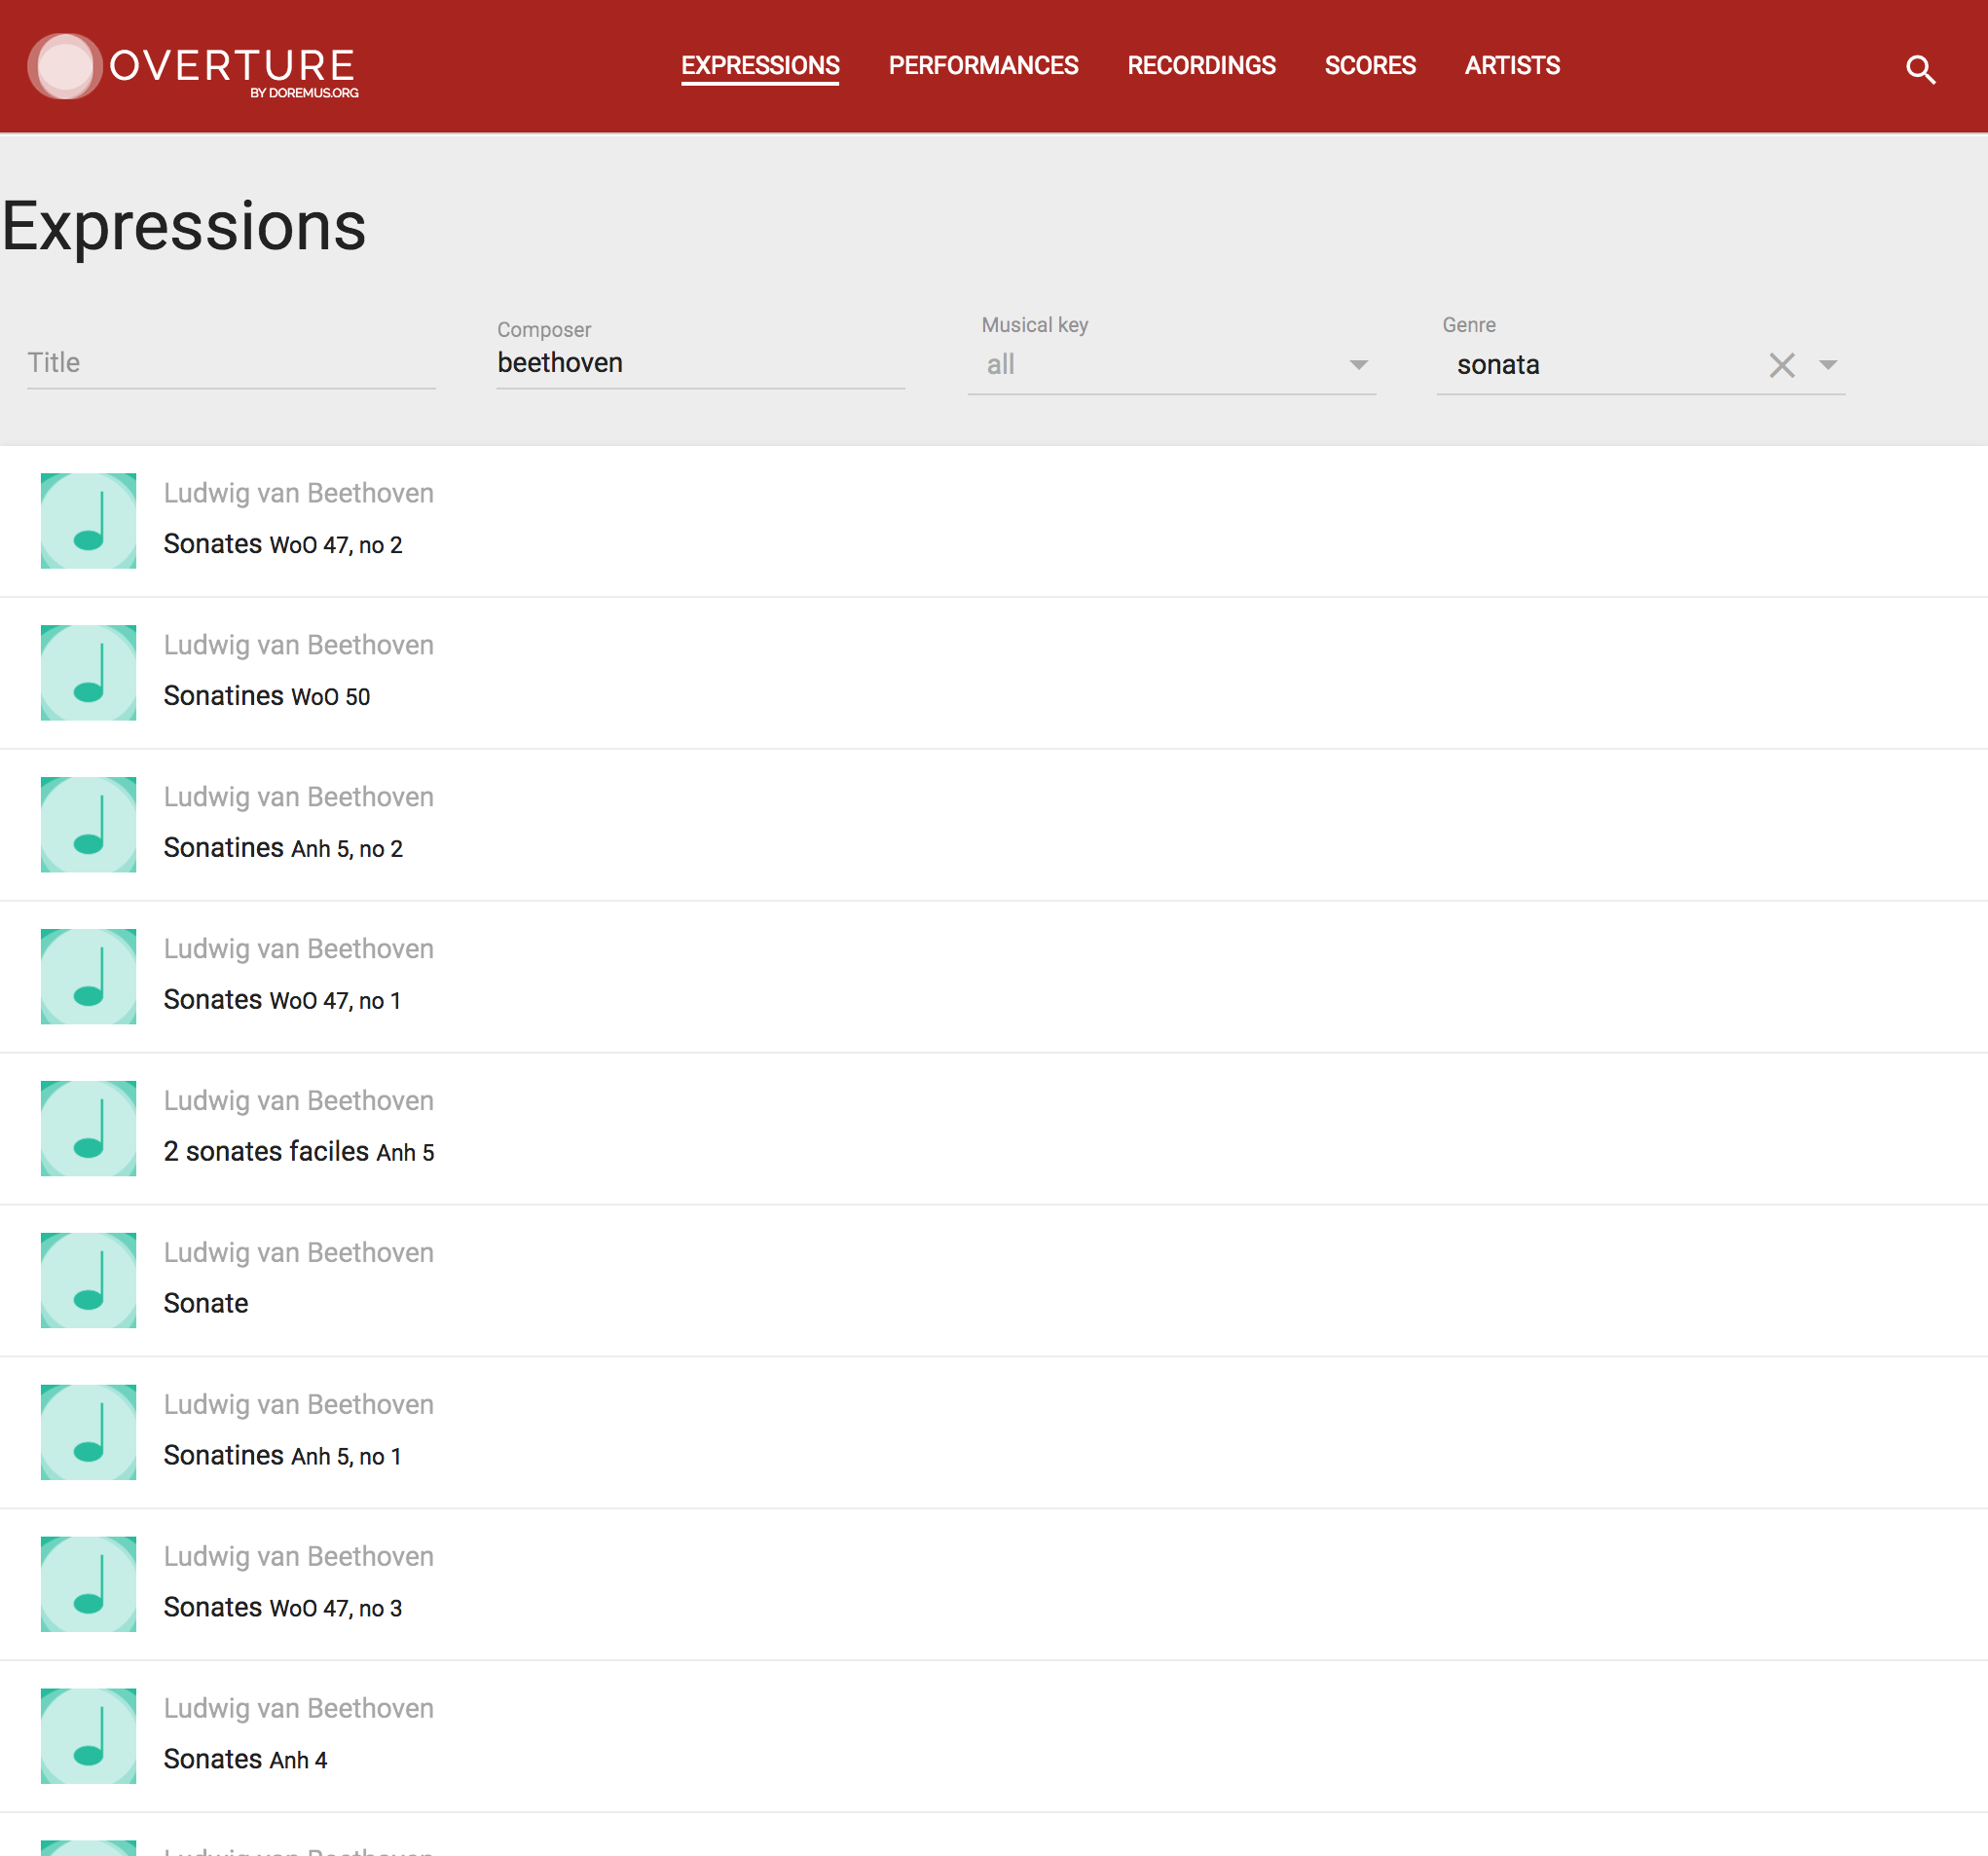 OVERTURE
BY DOREMUS.ORG
EXPRESSIONS PERFORMANCES RECORDINGS SCORES ARTISTS
Expressions
Title
Composer
beethoven
Musical key
all
Genre
sonata
Ludwig van Beethoven
Sonates WoO 47, no 2
Ludwig van Beethoven
Sonatines WoO 50
Ludwig van Beethoven
Sonatines Anh 5, no 2
Ludwig van Beethoven
Sonates WoO 47, no 1
Ludwig van Beethoven
2 sonates faciles Anh 5
Ludwig van Beethoven
Sonate
Ludwig van Beethoven
Sonatines Anh 5, no 1
Ludwig van Beethoven
Sonates WoO 47, no 3
Ludwig van Beethoven
Sonates Anh 4
Ludwig van Beethoven